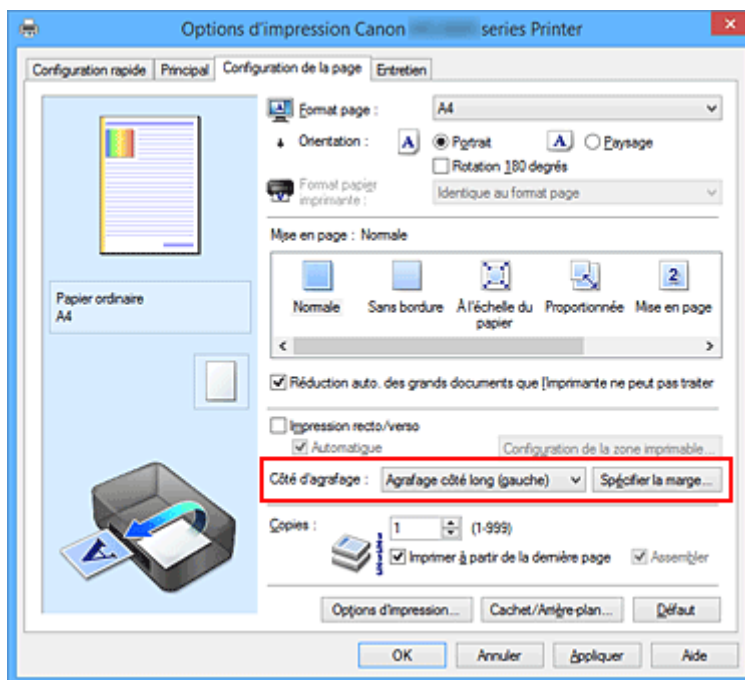 Options d'impression Canon series Printer
Configuration rapide Principal Configuration de la page Entretien
Format page : A4
Orientation : A Portrait A Paysage
Rotation 180 degrés
Format papier imprimante : Identique au format page
Mise en page : Normale
Normale Sans bordure À l'échelle du papier Proportionnée 2 Mise en page
Papier ordinaire
A4
Réduction auto. des grands documents que l'imprimante ne peut pas traiter
Impression recto/verso
Automatique Configuration de la zone imprimable...
Côté d'agrafage : Agrafage côté long (gauche) Spécifier la marge...
Copies : 1 (1-999)
Imprimer à partir de la dernière page Assembler
Options d'impression... Cachet/Arrière-plan... Défaut
OK Annuler Appliquer Aide